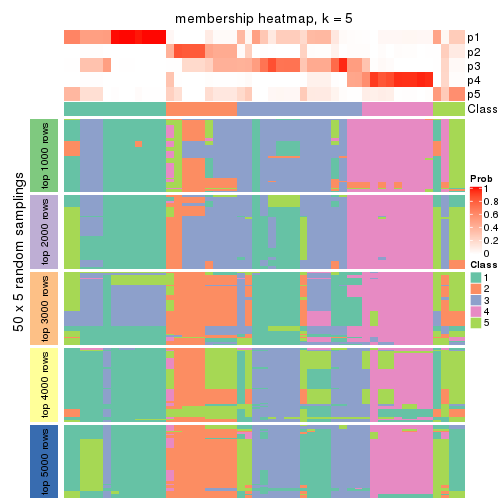 membership heatmap, k = 5
p1
p2
p3
p4
p5
Class
50 x 5 random samplings
top 1000 rows
top 2000 rows
top 3000 rows
top 4000 rows
top 5000 rows
Prob
1
0.8
0.6
0.4
0.2
0
Class
1
2
3
4
5